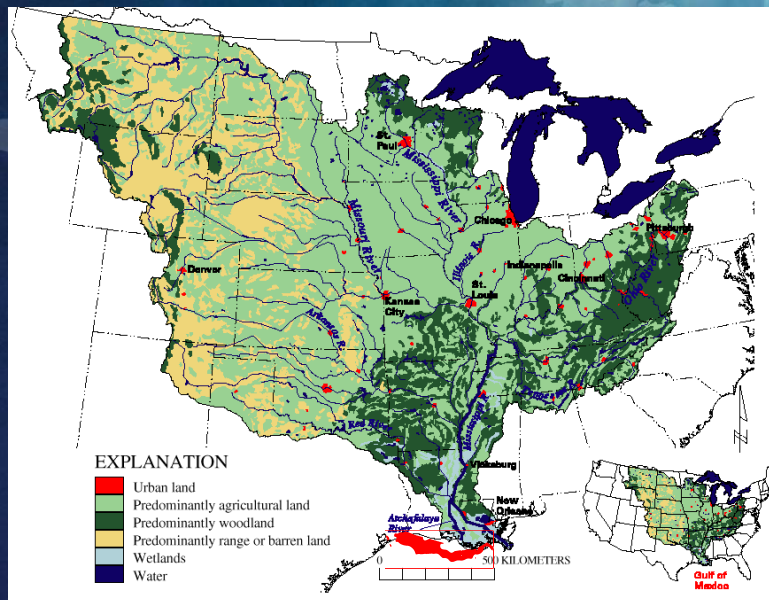 St.
Paul
Mississippi River
Missouri River
Chicago
Illinois R.
Pittsburgh
Denver
Indianapolis
Cincinnati
Ohio River
St.
Louis
Kansas
City
Arkansas R.
Tennessee R.
Mississippi R.
Red River
Vicksburg
New
Orleans
Atchafalaya
River
EXPLANATION
Urban land
Predominantly agricultural land
Predominantly woodland
Predominantly range or barren land
Wetlands
Water
0 500 KILOMETERS
Gulf of
Mexico